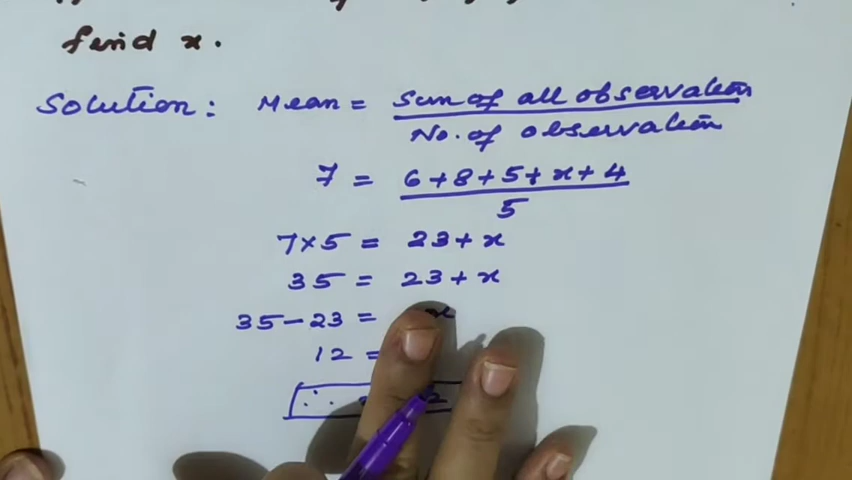 find x.
Solution: Mean = Sum of all observation / No. of observation
7 = 6+8+5+x+4 / 5
7×5 = 23+x
35 = 23+x
35-23 = x
12 =
∴ 2